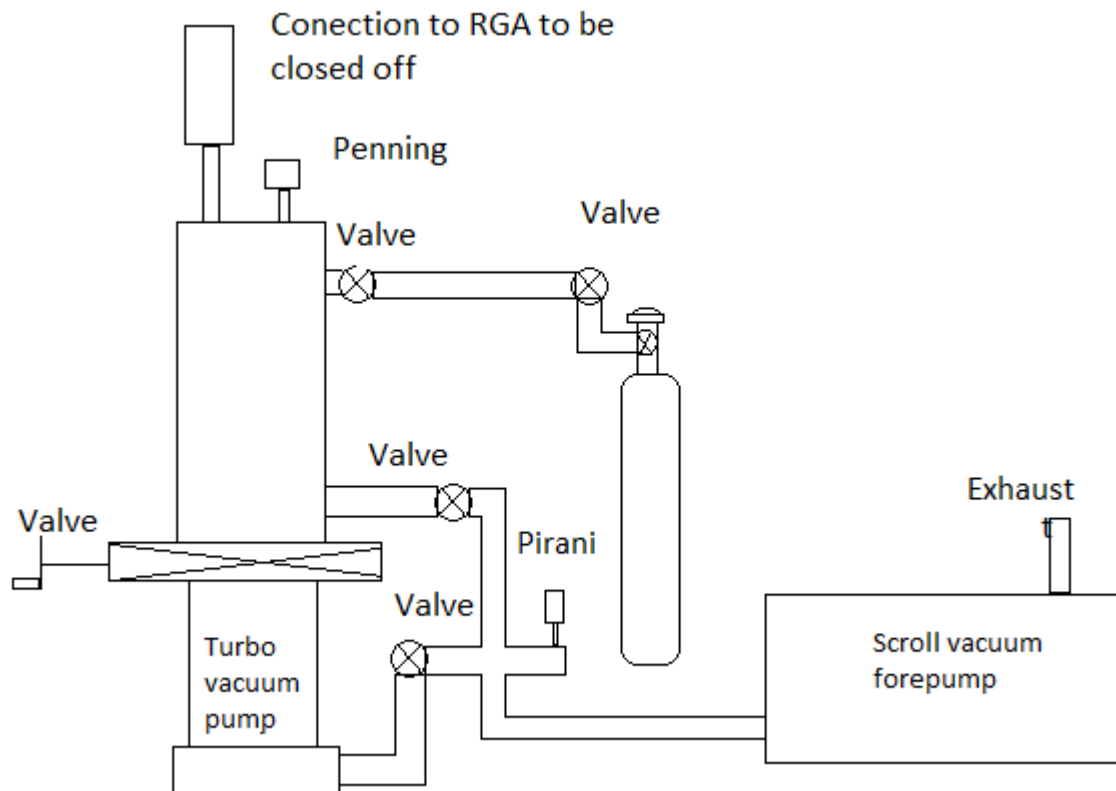 Conection to RGA to be
closed off
Penning
Valve
Valve
Valve
Exhaust
t
Valve
Pirani
Valve
Turbo
vacuum
pump
Scroll vacuum
forepump